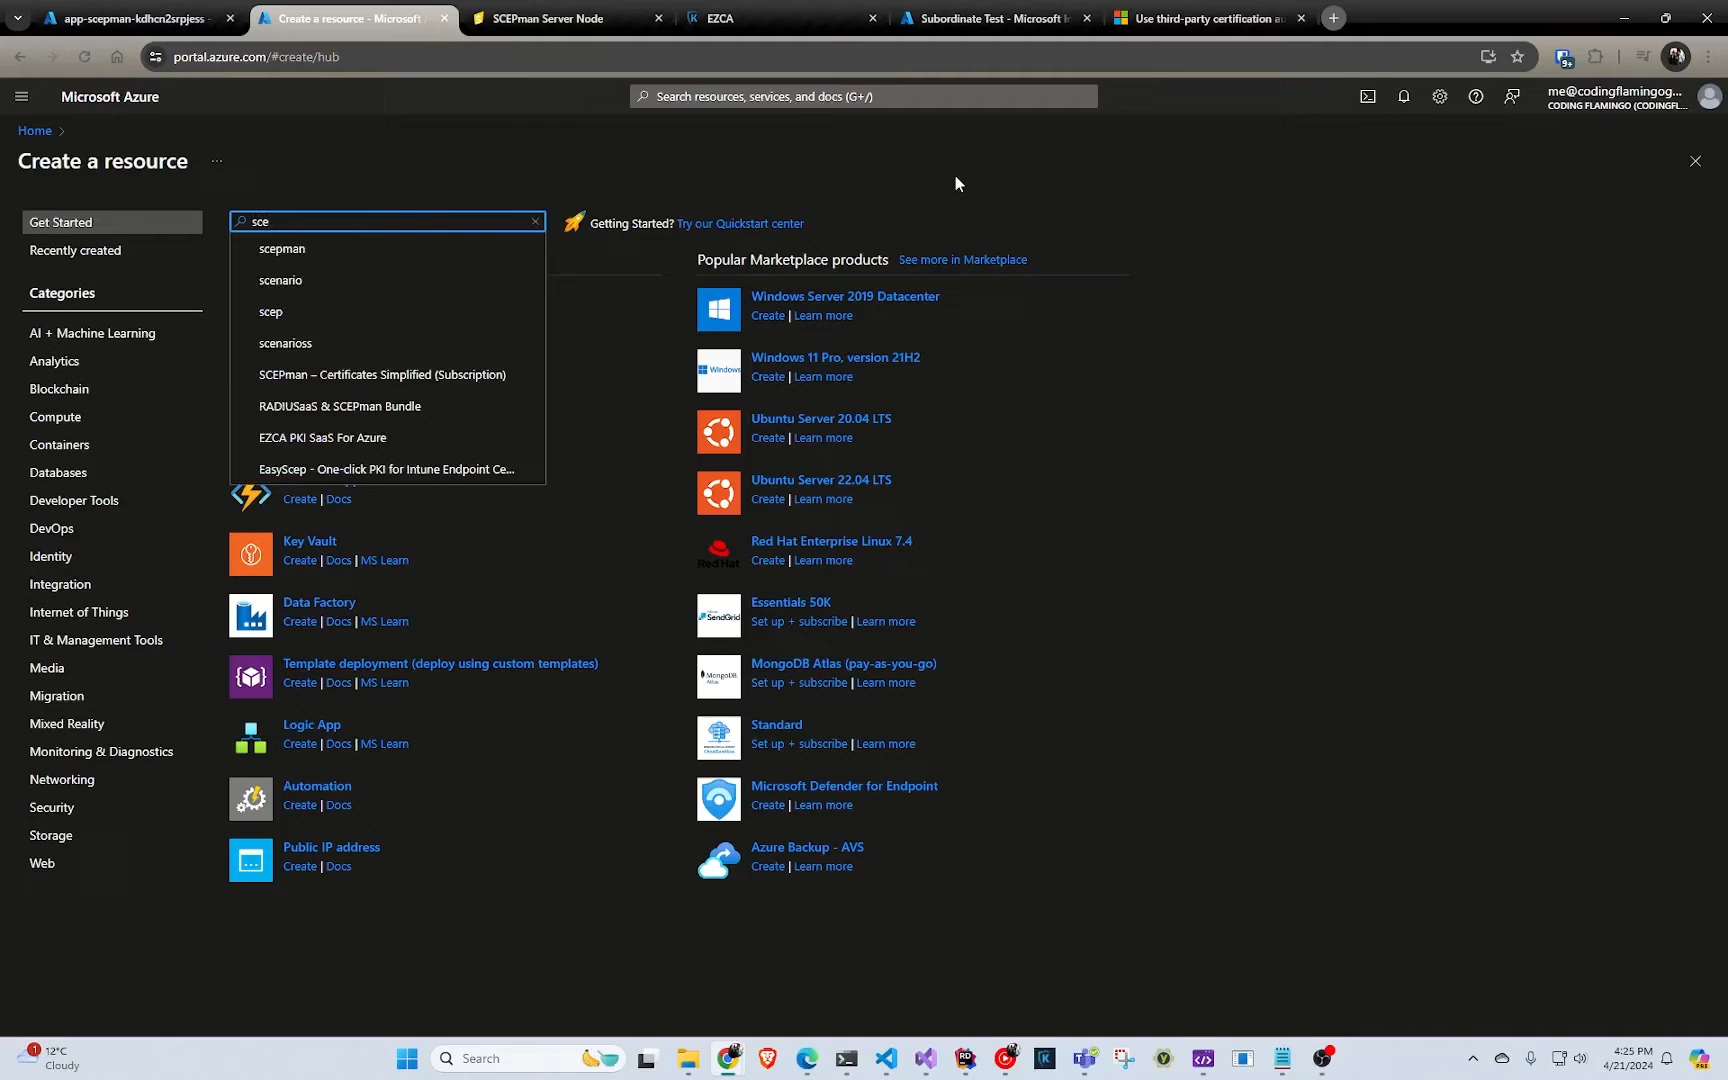 app-scepman-kdhcn2srpjess -
Create a resource - Microsoft A
SCEPman Server Node
EZCA
Subordinate Test - Microsoft In
Use third-party certification au
portal.azure.com/#create/hub
9+
Microsoft Azure
Search resources, services, and docs (G+/)
me@codingflamingog...
CODING FLAMINGO (CODINGFL...
Home
Create a resource
...
Get Started
Recently created
Categories
AI + Machine Learning
Analytics
Blockchain
Compute
Containers
Databases
Developer Tools
DevOps
Identity
Integration
Internet of Things
IT & Management Tools
Media
Migration
Mixed Reality
Monitoring & Diagnostics
Networking
Security
Storage
Web
sce
scepman
scenario
scep
scenarioss
SCEPman – Certificates Simplified (Subscription)
RADIUSaaS & SCEPman Bundle
EZCA PKI SaaS For Azure
EasyScep - One-click PKI for Intune Endpoint Ce...
Create | Docs
Key Vault
Create | Docs | MS Learn
Data Factory
Create | Docs | MS Learn
Template deployment (deploy using custom templates)
Create | Docs | MS Learn
Logic App
Create | Docs | MS Learn
Automation
Create | Docs
Public IP address
Create | Docs
Getting Started? Try our Quickstart center
Popular Marketplace products See more in Marketplace
Windows Server 2019 Datacenter
Create | Learn more
Windows
Windows 11 Pro, version 21H2
Create | Learn more
Ubuntu Server 20.04 LTS
Create | Learn more
Ubuntu Server 22.04 LTS
Create | Learn more
Red Hat
Red Hat Enterprise Linux 7.4
Create | Learn more
SendGrid
Essentials 50K
Set up + subscribe | Learn more
MongoDB.
MongoDB Atlas (pay-as-you-go)
Set up + subscribe | Learn more
Standard
Set up + subscribe | Learn more
Microsoft Defender for Endpoint
Create | Learn more
Azure Backup - AVS
Create | Learn more
1
12°C
Cloudy
Search
4:25 PM
4/21/2024
PRE